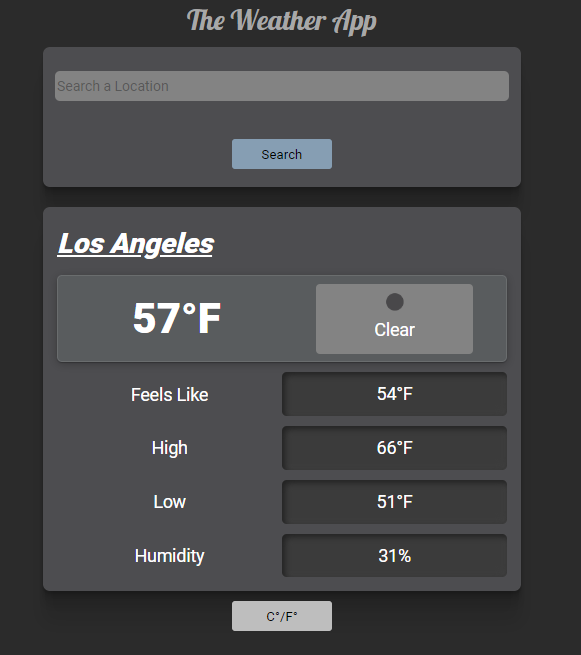 The Weather App
Search a Location
Search
Los Angeles
57°F
Clear
Feels Like
54°F
High
66°F
Low
51°F
Humidity
31%
C°/F°